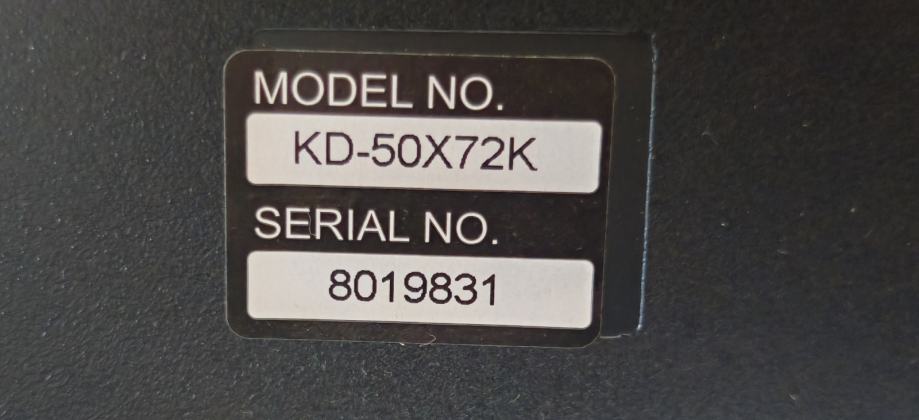 MODEL NO.
KD-50X72K
SERIAL NO.
8019831